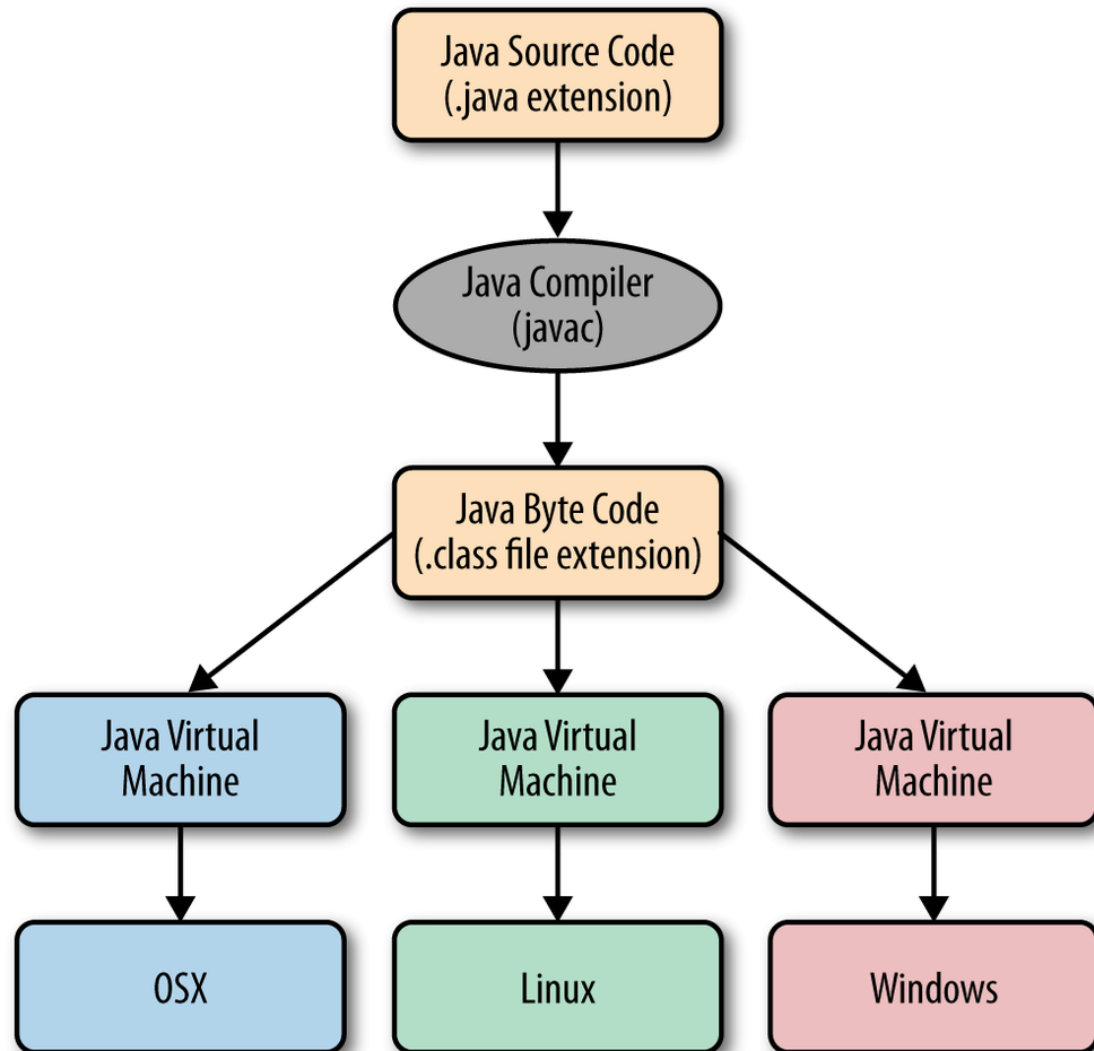 Java Source Code
(.java extension)
Java Compiler
(javac)
Java Byte Code
(.class file extension)
Java Virtual
Machine
Java Virtual
Machine
Java Virtual
Machine
OSX
Linux
Windows